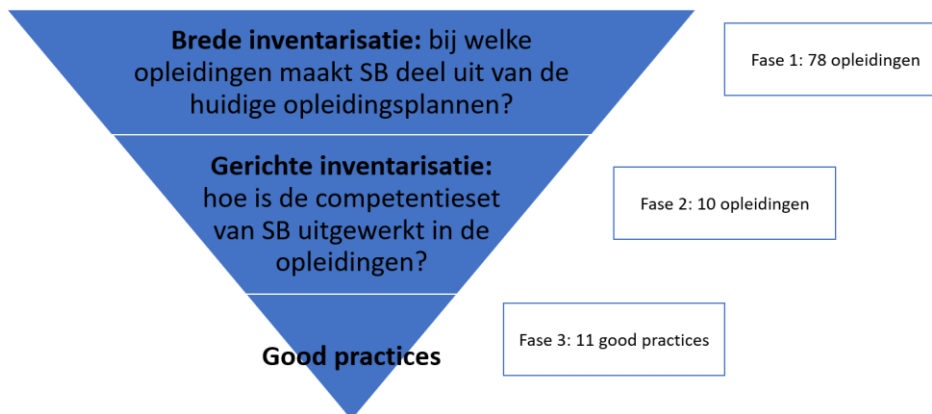 Brede inventarisatie: bij welke
opleidingen maakt SB deel uit van de
huidige opleidingsplannen?
Fase 1: 78 opleidingen
Gerichte inventarisatie:
hoe is de competentieset
van SB uitgewerkt in de
opleidingen?
Fase 2: 10 opleidingen
Good practices
Fase 3: 11 good practices